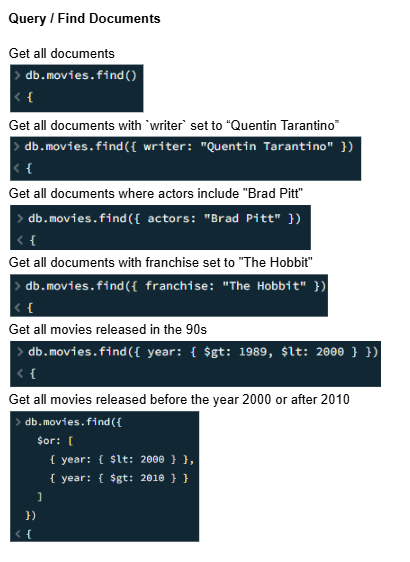 Query / Find Documents
Get all documents
> db.movies.find()
< {
Get all documents with `writer` set to “Quentin Tarantino”
> db.movies.find({ writer: "Quentin Tarantino" })
< {
Get all documents where actors include "Brad Pitt"
> db.movies.find({ actors: "Brad Pitt" })
< {
Get all documents with franchise set to "The Hobbit"
> db.movies.find({ franchise: "The Hobbit" })
< {
Get all movies released in the 90s
> db.movies.find({ year: { $gt: 1989, $lt: 2000 } })
< {
Get all movies released before the year 2000 or after 2010
> db.movies.find({
$or: [
{ year: { $lt: 2000 } },
{ year: { $gt: 2010 } }
]
})
< {